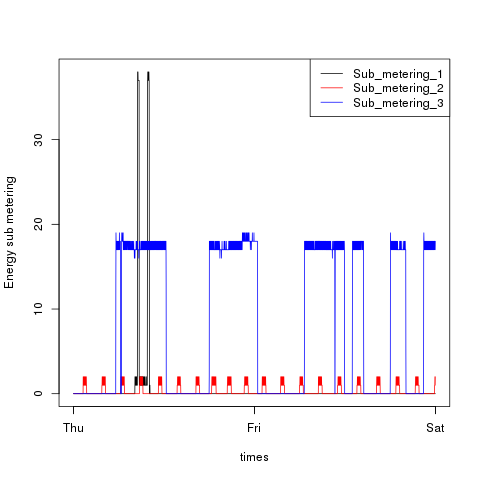 Sub_metering_1
Sub_metering_2
Sub_metering_3
Energy sub metering
30
20
10
0
Thu Fri Sat
times